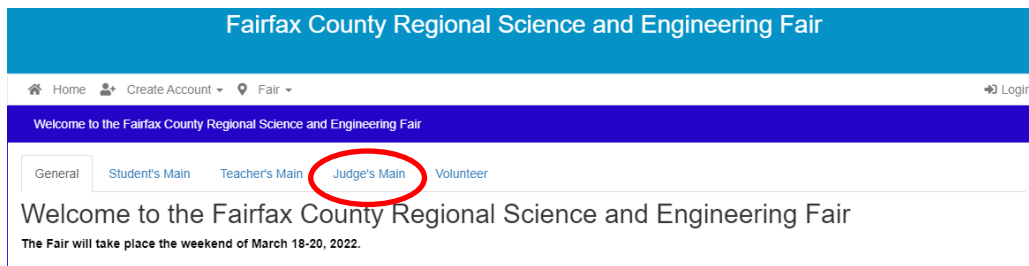 Fairfax County Regional Science and Engineering Fair
Home Create Account Fair Login
Welcome to the Fairfax County Regional Science and Engineering Fair
General Student's Main Teacher's Main Judge's Main Volunteer
Welcome to the Fairfax County Regional Science and Engineering Fair
The Fair will take place the weekend of March 18-20, 2022.